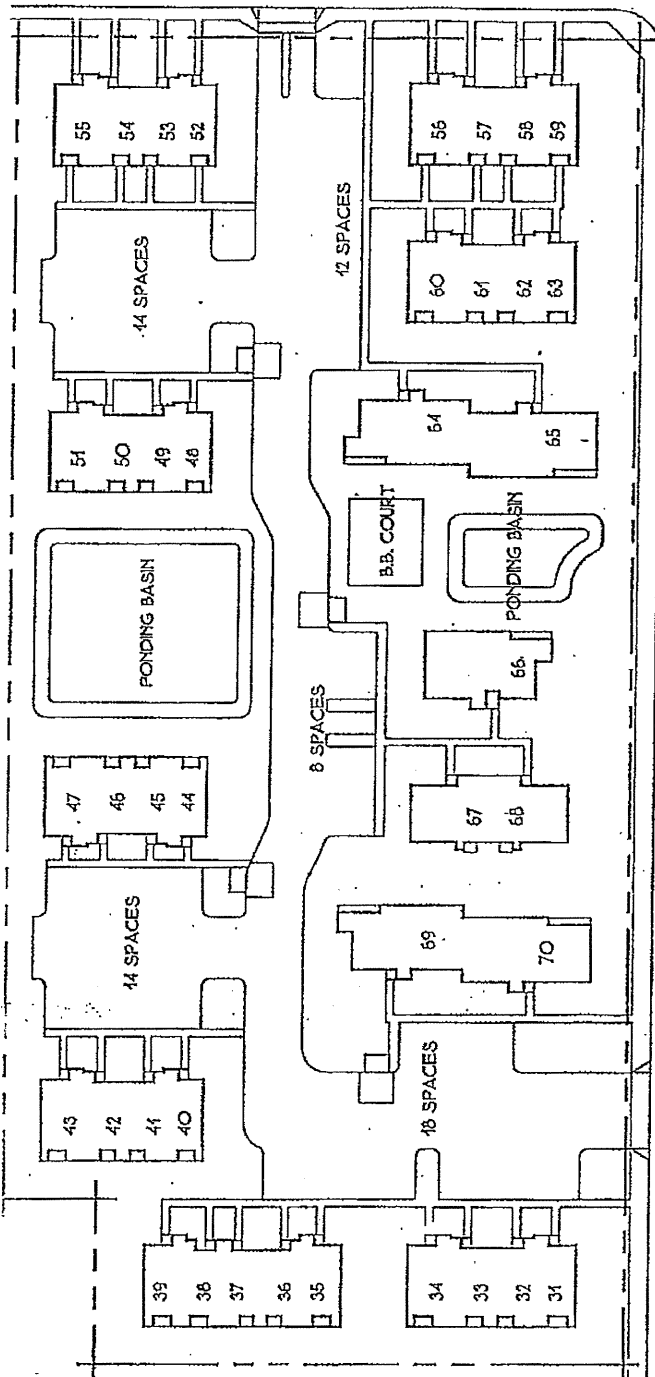 55 54 53 52
56 57 58 59
14 SPACES
12 SPACES
60 61 62 63
51 50 49 48
64 65
PONDING BASIN
B.B. COURT
PONDING BASIN
66
8 SPACES
47 46 45 44
67 68
14 SPACES
69 70
18 SPACES
43 42 41 40
39 38 37 36 35
34 33 32 31